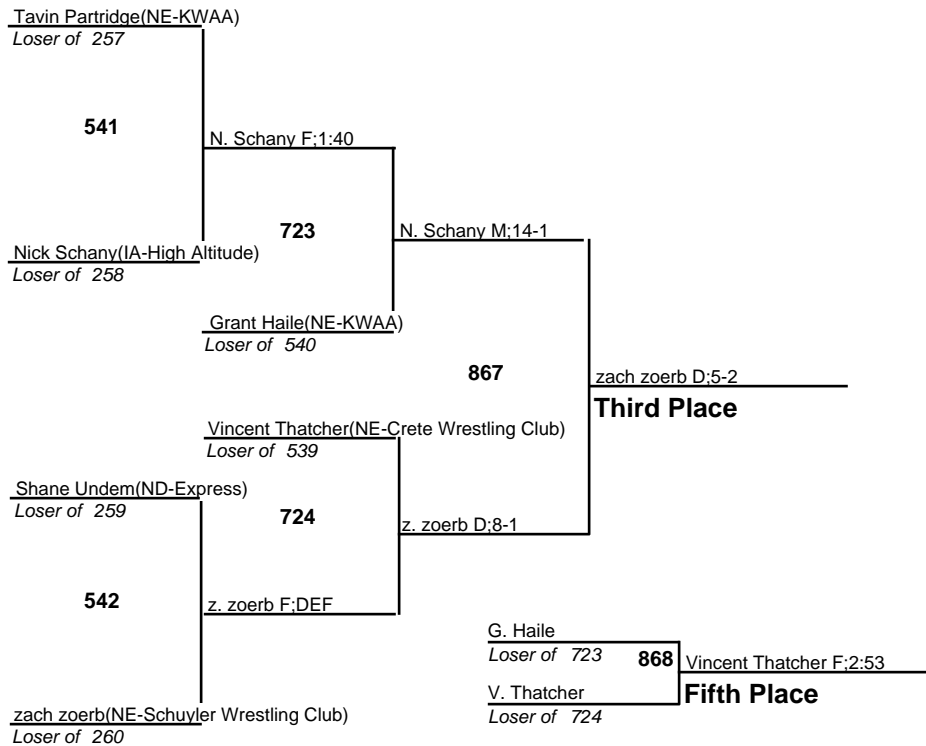 Tavin Partridge(NE-KWAA)
Loser of 257
541
N. Schany F;1:40
723
N. Schany M;14-1
Nick Schany(IA-High Altitude)
Loser of 258
Grant Haile(NE-KWAA)
Loser of 540
867
zach zoerb D;5-2
Third Place
Vincent Thatcher(NE-Crete Wrestling Club)
Loser of 539
Shane Undem(ND-Express)
Loser of 259
724
z. zoerb D;8-1
542
z. zoerb F;DEF
G. Haile
Loser of 723
868
Vincent Thatcher F;2:53
Fifth Place
V. Thatcher
Loser of 724
zach zoerb(NE-Schuyler Wrestling Club)
Loser of 260